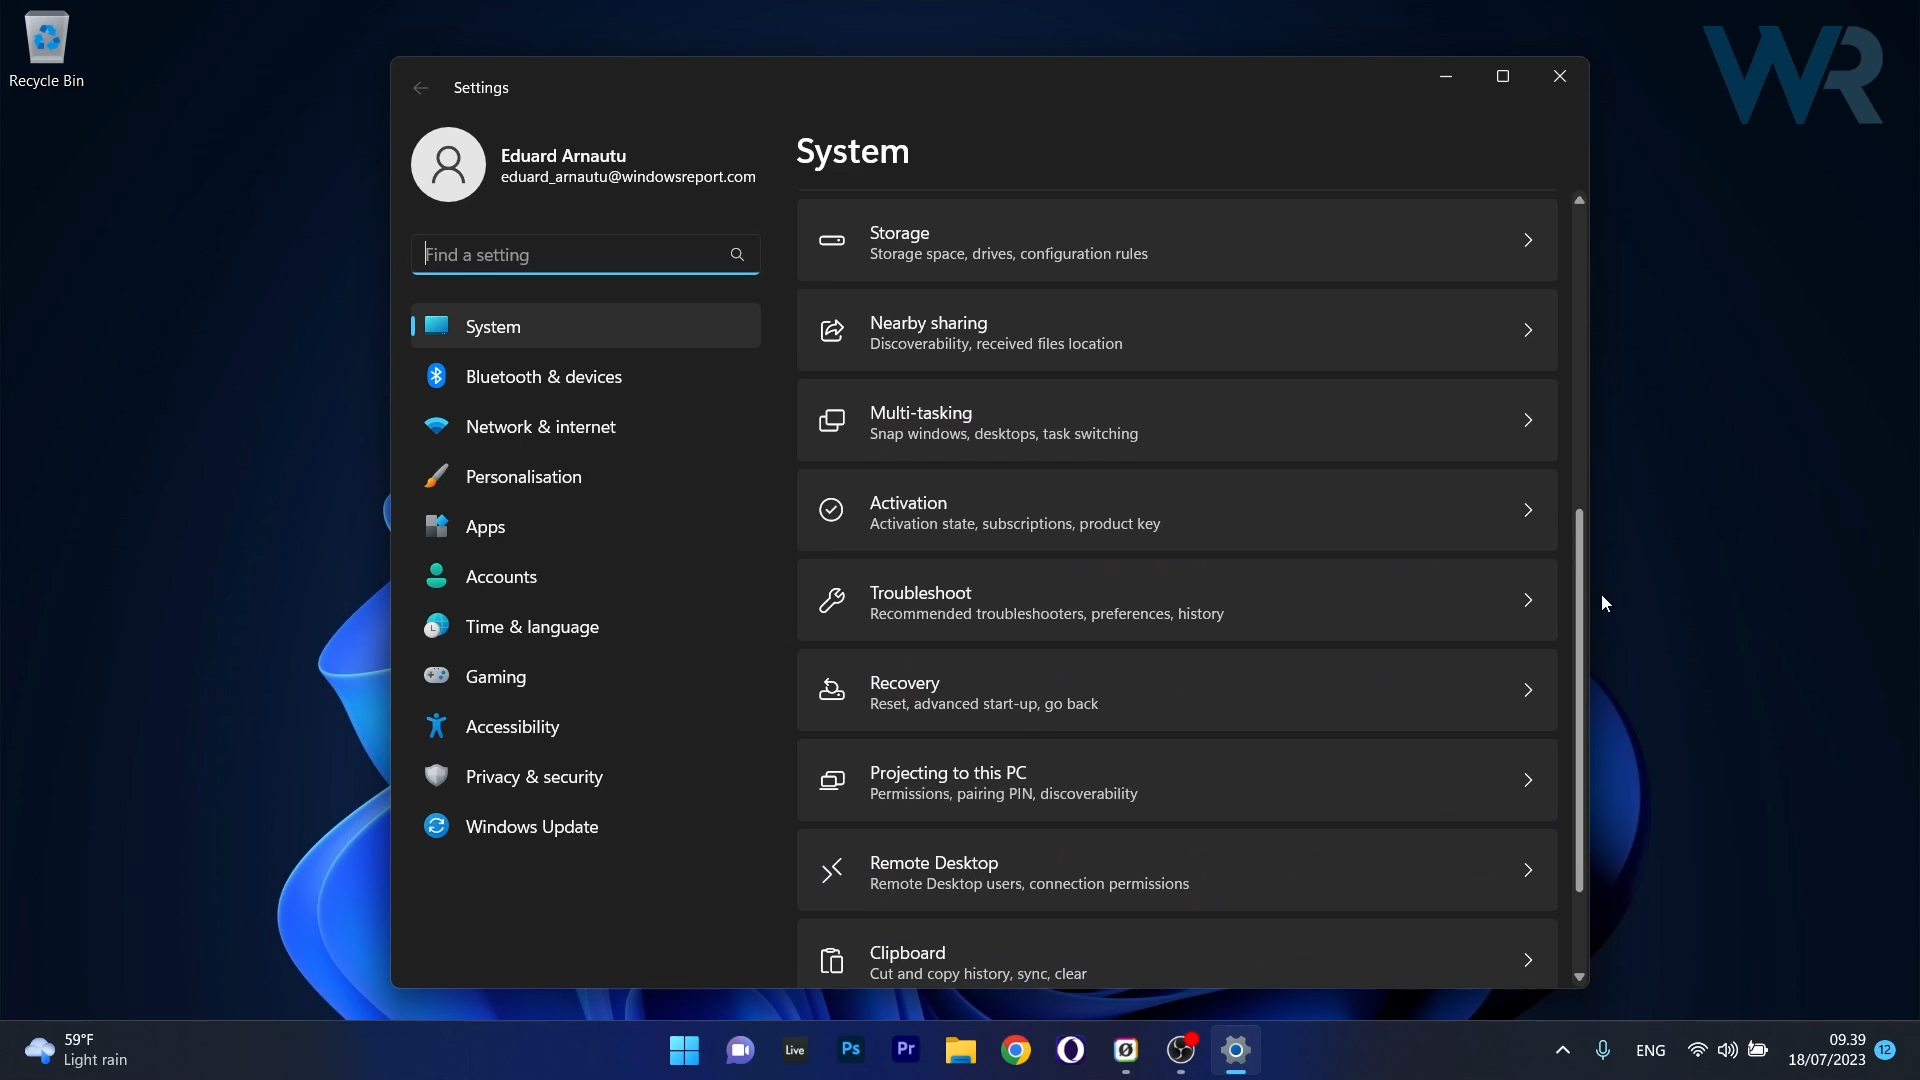 Recycle Bin
WR
Settings
Eduard Arnautu
eduard_arnautu@windowsreport.com
Find a setting
System
Bluetooth & devices
Network & internet
Personalisation
Apps
Accounts
Time & language
Gaming
Accessibility
Privacy & security
Windows Update
System
Storage
Storage space, drives, configuration rules
Nearby sharing
Discoverability, received files location
Multi-tasking
Snap windows, desktops, task switching
Activation
Activation state, subscriptions, product key
Troubleshoot
Recommended troubleshooters, preferences, history
Recovery
Reset, advanced start-up, go back
Projecting to this PC
Permissions, pairing PIN, discoverability
Remote Desktop
Remote Desktop users, connection permissions
Clipboard
Cut and copy history, sync, clear
59°F
Light rain
Live
Ps
Pr
ENG
09.39
18/07/2023
12